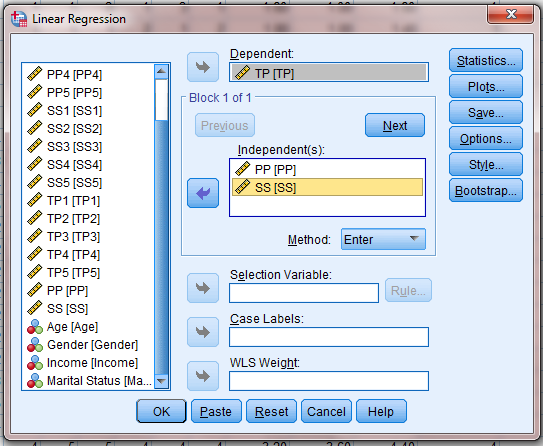 Linear Regression
PP4 [PP4]
PP5 [PP5]
SS1 [SS1]
SS2 [SS2]
SS3 [SS3]
SS4 [SS4]
SS5 [SS5]
TP1 [TP1]
TP2 [TP2]
TP3 [TP3]
TP4 [TP4]
TP5 [TP5]
PP [PP]
SS [SS]
Age [Age]
Gender [Gender]
Income [Income]
Marital Status [Ma...
Dependent:
TP [TP]
Block 1 of 1
Previous
Next
Independent(s):
PP [PP]
SS [SS]
Method:
Enter
Selection Variable:
Rule...
Case Labels:
WLS Weight:
Statistics...
Plots...
Save...
Options...
Style...
Bootstrap...
OK
Paste
Reset
Cancel
Help